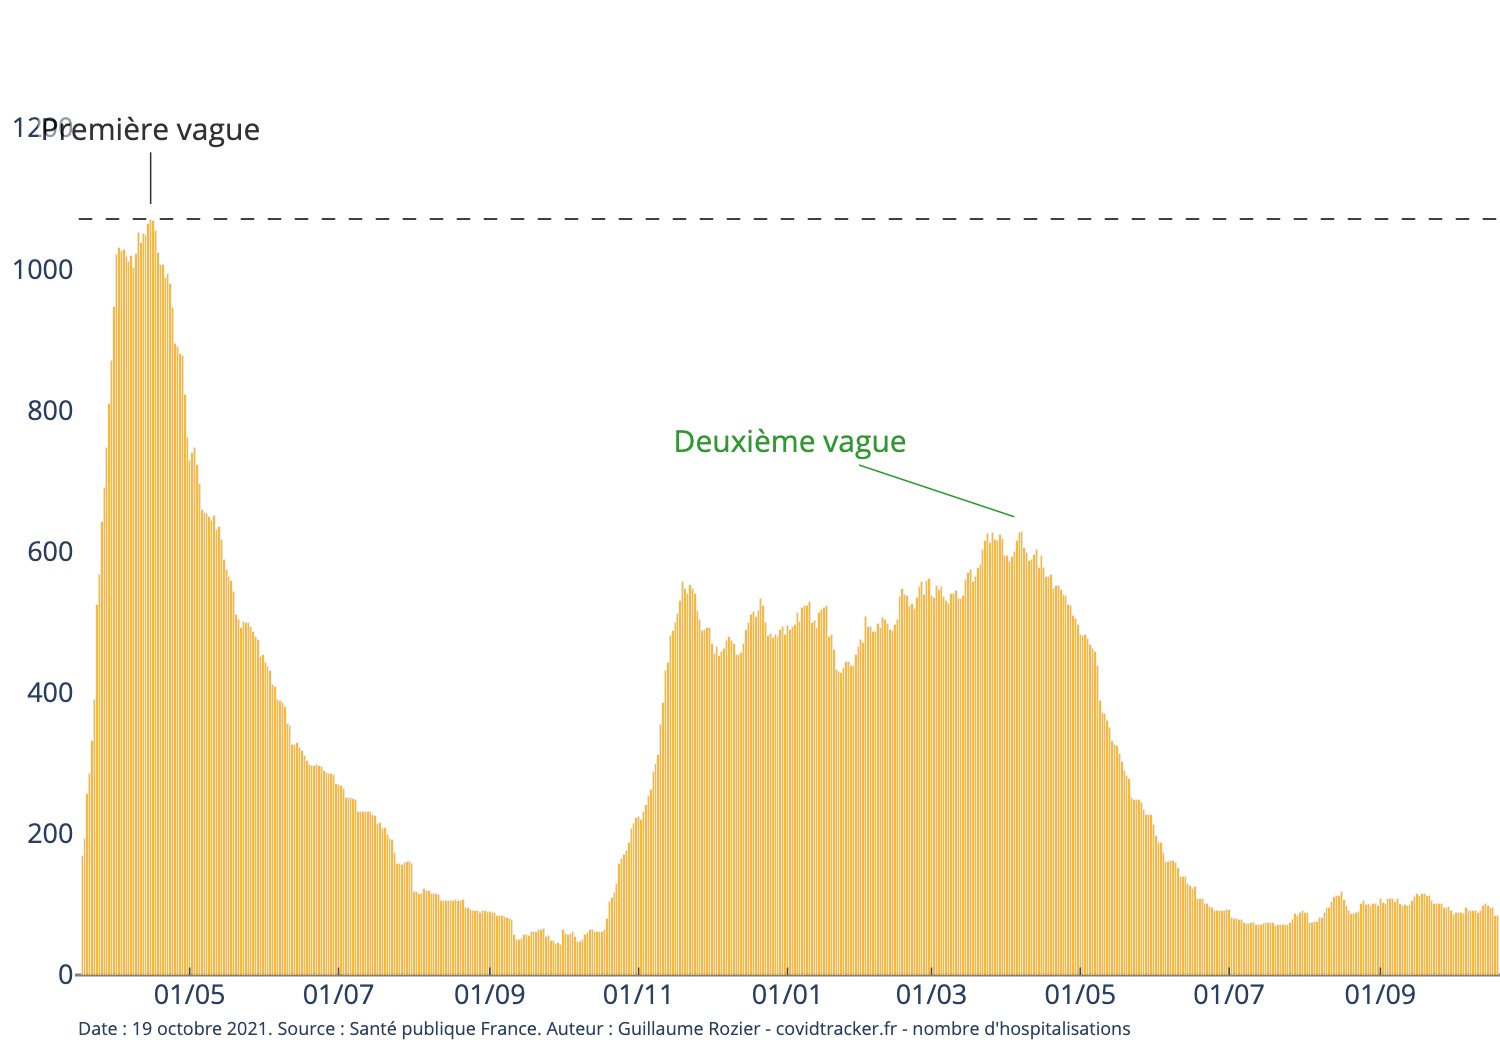 1200
Première vague
1000
800
Deuxième vague
600
400
200
0
01/05 01/07 01/09 01/11 01/01 01/03 01/05 01/07 01/09
Date : 19 octobre 2021. Source : Santé publique France. Auteur : Guillaume Rozier - covidtracker.fr - nombre d'hospitalisations